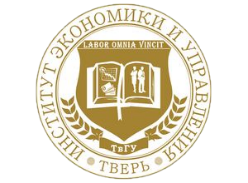 ИНСТИТУТ ЭКОНОМИКИ И УПРАВЛЕНИЯ
LABOR OMNIA VINCIT
ТвГУ
• ТВЕРЬ •